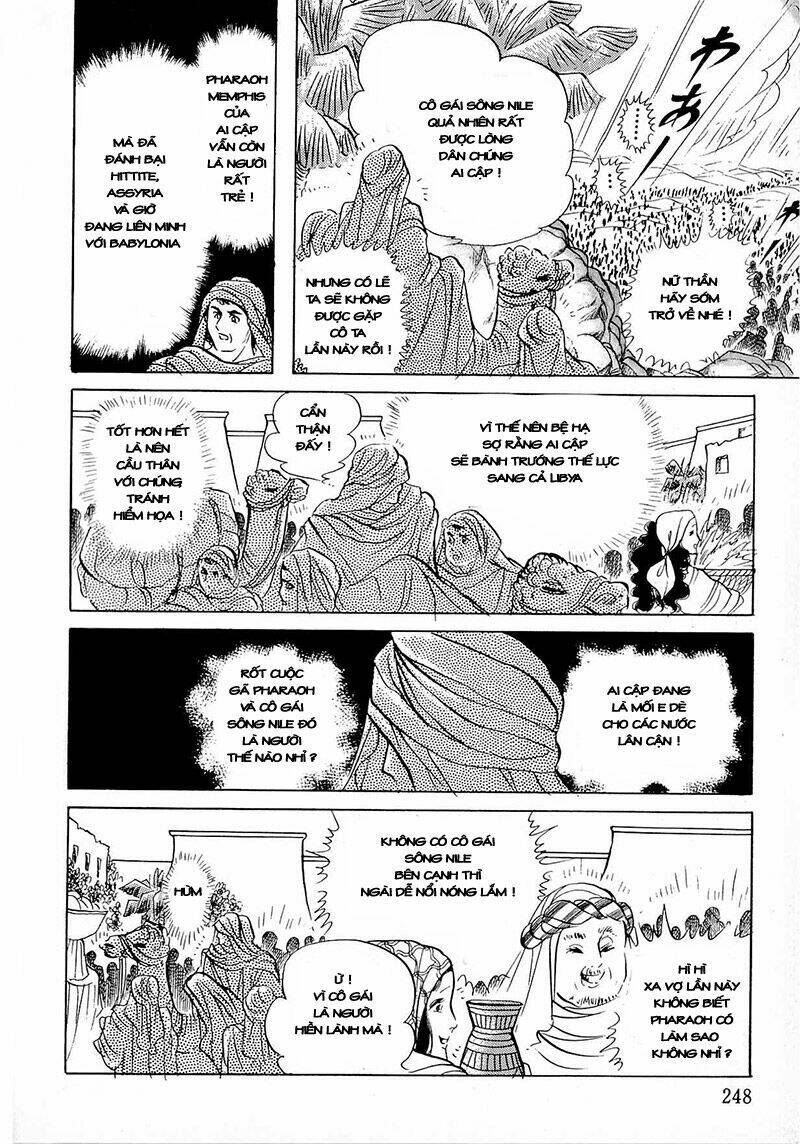 わあー
CÔ GÁI SÔNG NILE
QUẢ NHIÊN RẤT
ĐƯỢC LÒNG
DÂN CHÚNG
AI CẬP !
NỮ THẦN
HÃY SỚM
TRỞ VỀ NHÉ !
NHƯNG CÓ LẼ
TA SẼ KHÔNG
ĐƯỢC GẶP
CÔ TA
LẦN NÀY RỒI !
PHARAOH
MEMPHIS
CỦA
AI CẬP
VẪN CÒN
LÀ NGƯỜI
RẤT
TRẺ !
MÀ ĐÃ
ĐÁNH BẠI
HITTITE,
ASSYRIA
VÀ GIỜ
ĐANG LIÊN MINH
VỚI BABYLONIA
VÌ THẾ NÊN BỆ HẠ
SỢ RẰNG AI CẬP
SẼ BÀNH TRƯỚNG THẾ LỰC
SANG CẢ LIBYA
CẨN
THẬN
ĐẤY !
TỐT HƠN HẾT
LÀ NÊN
CẦU THÂN
VỚI CHÚNG
TRÁNH
HIỂM HỌA !
AI CẬP ĐANG
LÀ MỐI E DÈ
CHO CÁC NƯỚC
LÂN CẬN !
RỐT CUỘC
GÃ PHARAOH
VÀ CÔ GÁI
SÔNG NILE ĐÓ
LÀ NGƯỜI
THẾ NÀO NHỈ ?
KHÔNG CÓ CÔ GÁI
SÔNG NILE
BÊN CẠNH THÌ
NGÀI DỄ NỔI NÓNG LẮM !
HÌ HÌ
XA VỢ LẦN NÀY
KHÔNG BIẾT
PHARAOH CÓ
LÀM SAO
KHÔNG NHỈ ?
Ừ !
VÌ CÔ GÁI
LÀ NGƯỜI
HIỀN LÀNH MÀ !
HỪM
248